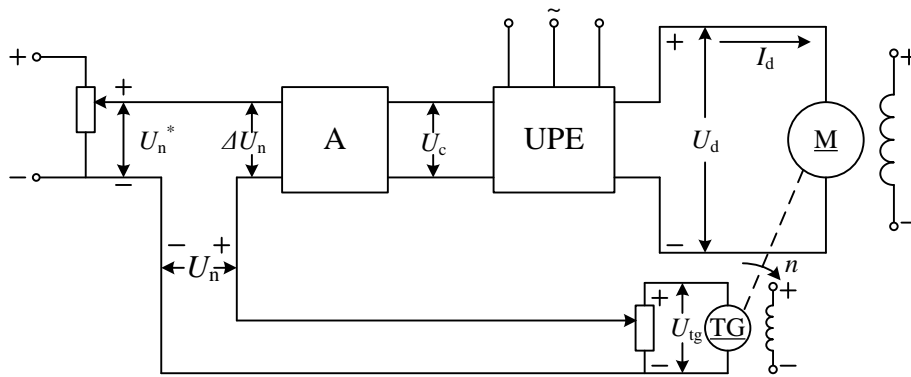 ~
+
+
I_d
+
+
U_n^*
ΔU_n
A
U_c
UPE
U_d
M
−
−
−
−
−
+
U_n
n
+
+
U_tg
TG
−
−